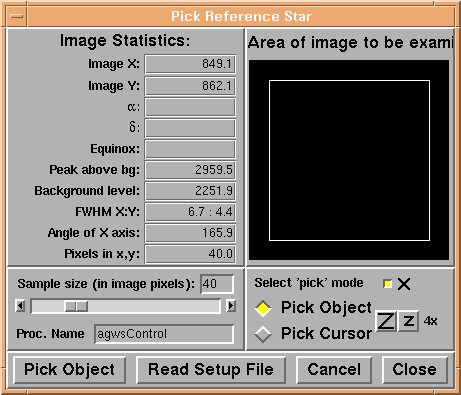 Pick Reference Star
Image Statistics:
Image X: 849.1
Image Y: 862.1
α:
δ:
Equinox:
Peak above bg: 2959.5
Background level: 2251.9
FWHM X:Y: 6.7 : 4.4
Angle of X axis: 165.9
Pixels in x,y: 40.0
Area of image to be exami
Sample size (in image pixels): 40
Proc. Name agwsControl
Select 'pick' mode
Pick Object
Pick Cursor
Z z 4x
Pick Object Read Setup File Cancel Close